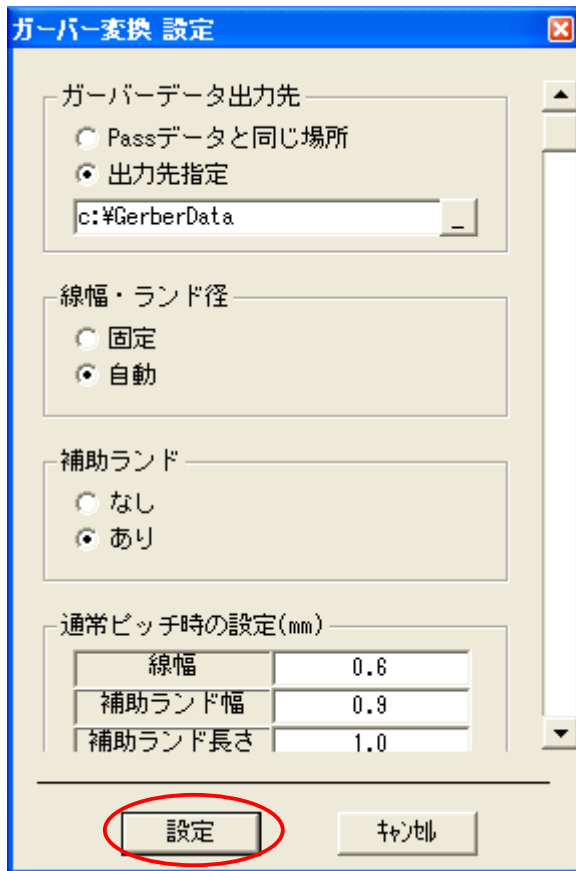 ガーバー変換 設定
ガーバーデータ出力先
Passデータと同じ場所
出力先指定
c:¥GerberData
_
線幅・ランド径
固定
自動
補助ランド
なし
あり
通常ピッチ時の設定(mm)
線幅 0.6
補助ランド幅 0.9
補助ランド長さ 1.0
設定 ｷｬﾝｾﾙ